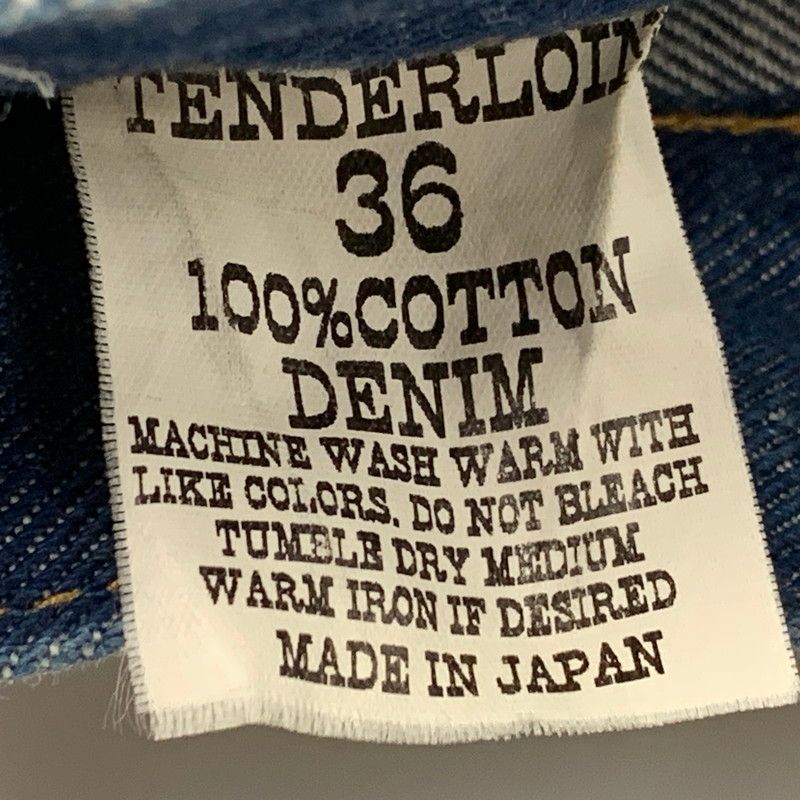 TENDERLOIN
36
100%COTTON
DENIM
MACHINE WASH WARM WITH
LIKE COLORS. DO NOT BLEACH
TUMBLE DRY MEDIUM
WARM IRON IF DESIRED
MADE IN JAPAN